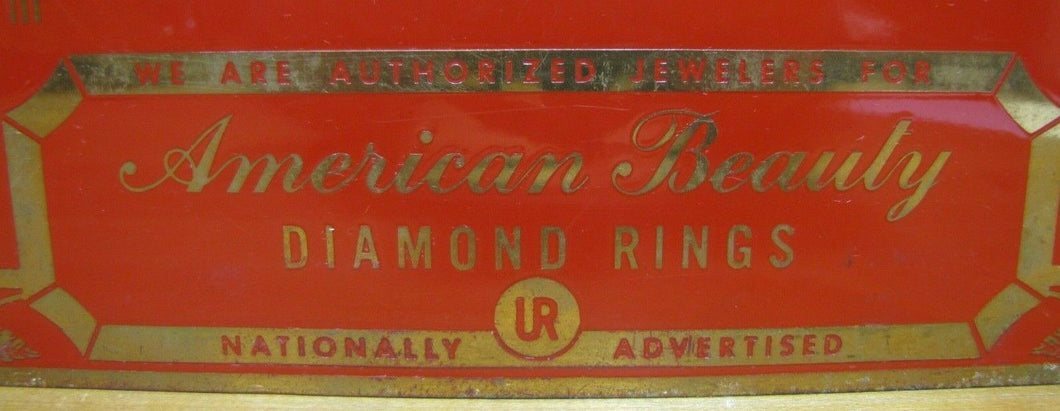 WE ARE AUTHORIZED JEWELERS FOR
American Beauty
DIAMOND RINGS
UR
NATIONALLY ADVERTISED